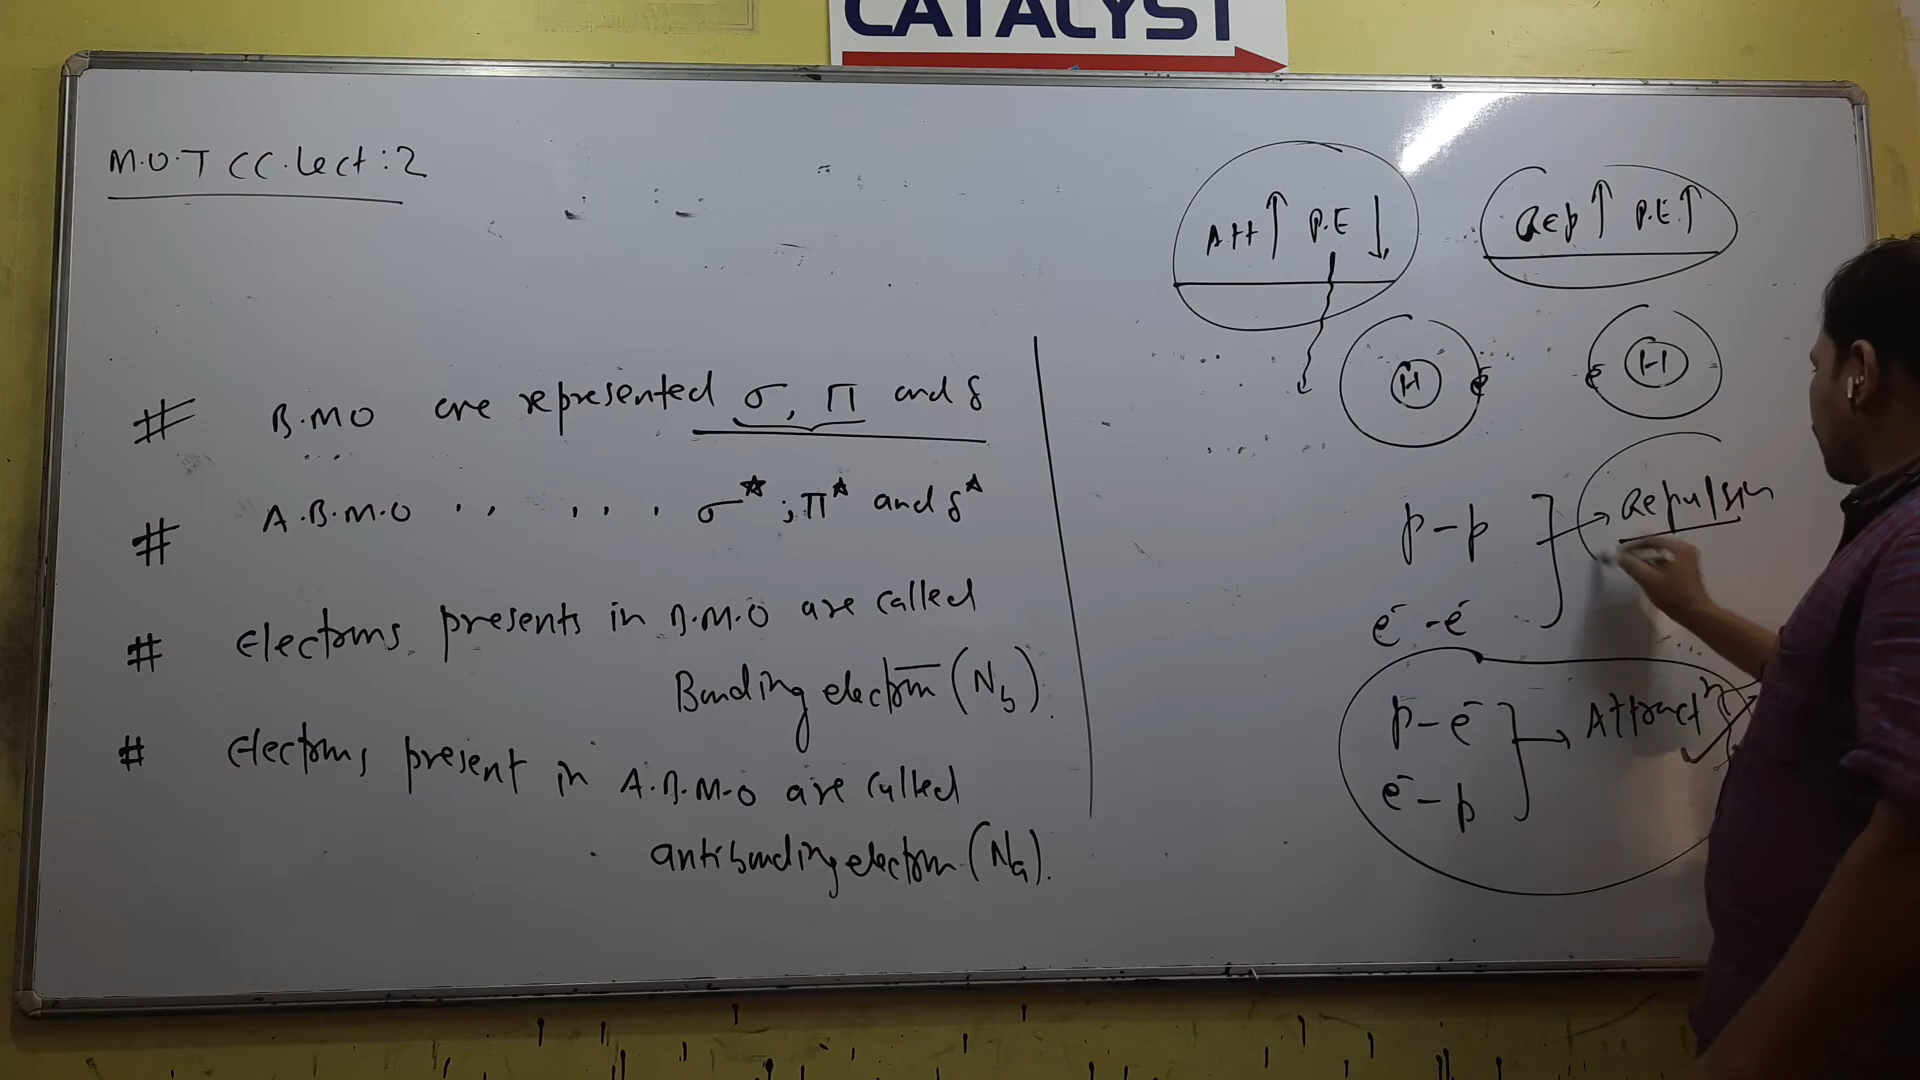 CATALYST
M.O.T CC. Lect:2
# B.MO are represented σ, π and δ
# A.B.M.O ,, ... σ*; π* and δ*
# Electrons presents in B.M.O are called
Bonding electron (Nb).
# Electrons present in A.B.M.O are called
antibonding electron (Na).
Att ↑ P.E ↓
Rep ↑ P.E ↑
H e⁻
e⁻ H
p-p
e⁻-e⁻
Repulsion
p-e⁻
e⁻-p
Attractⁿ